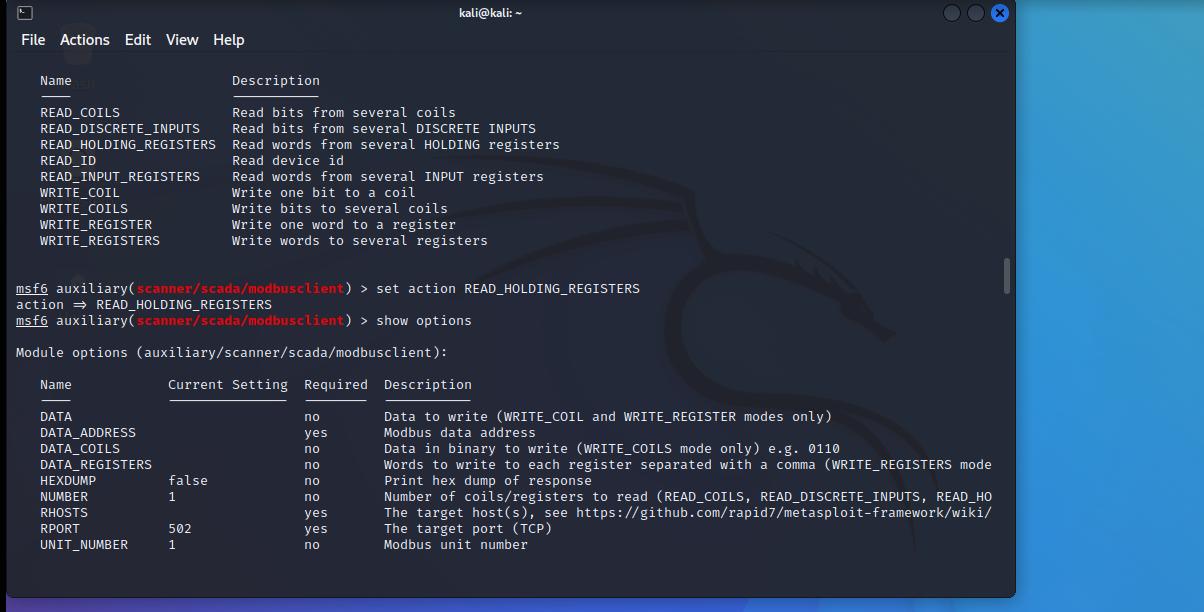 kali@kali: ~
File Actions Edit View Help
Name Description
READ_COILS Read bits from several coils
READ_DISCRETE_INPUTS Read bits from several DISCRETE INPUTS
READ_HOLDING_REGISTERS Read words from several HOLDING registers
READ_ID Read device id
READ_INPUT_REGISTERS Read words from several INPUT registers
WRITE_COIL Write one bit to a coil
WRITE_COILS Write bits to several coils
WRITE_REGISTER Write one word to a register
WRITE_REGISTERS Write words to several registers
msf6 auxiliary(scanner/scada/modbusclient) > set action READ_HOLDING_REGISTERS
action ⇒ READ_HOLDING_REGISTERS
msf6 auxiliary(scanner/scada/modbusclient) > show options
Module options (auxiliary/scanner/scada/modbusclient):
Name Current Setting Required Description
DATA no Data to write (WRITE_COIL and WRITE_REGISTER modes only)
DATA_ADDRESS yes Modbus data address
DATA_COILS no Data in binary to write (WRITE_COILS mode only) e.g. 0110
DATA_REGISTERS no Words to write to each register separated with a comma (WRITE_REGISTERS mode
HEXDUMP false no Print hex dump of response
NUMBER 1 no Number of coils/registers to read (READ_COILS, READ_DISCRETE_INPUTS, READ_HO
RHOSTS yes The target host(s), see https://github.com/rapid7/metasploit-framework/wiki/
RPORT 502 yes The target port (TCP)
UNIT_NUMBER 1 no Modbus unit number